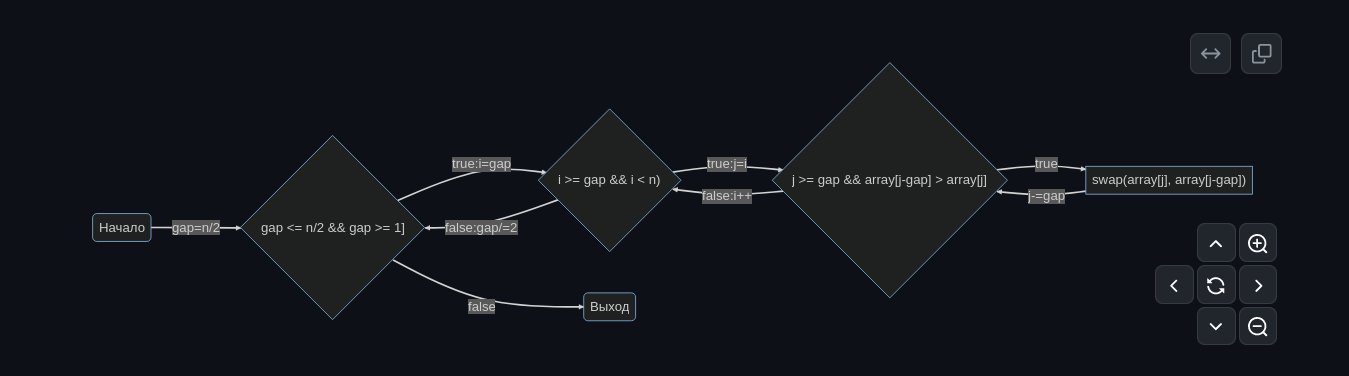 Начало
gap=n/2
gap <= n/2 && gap >= 1]
true:i=gap
false:gap/=2
false
Выход
i >= gap && i < n)
true:j=i
false:i++
j >= gap && array[j-gap] > array[j]
true
j-=gap
swap(array[j], array[j-gap])